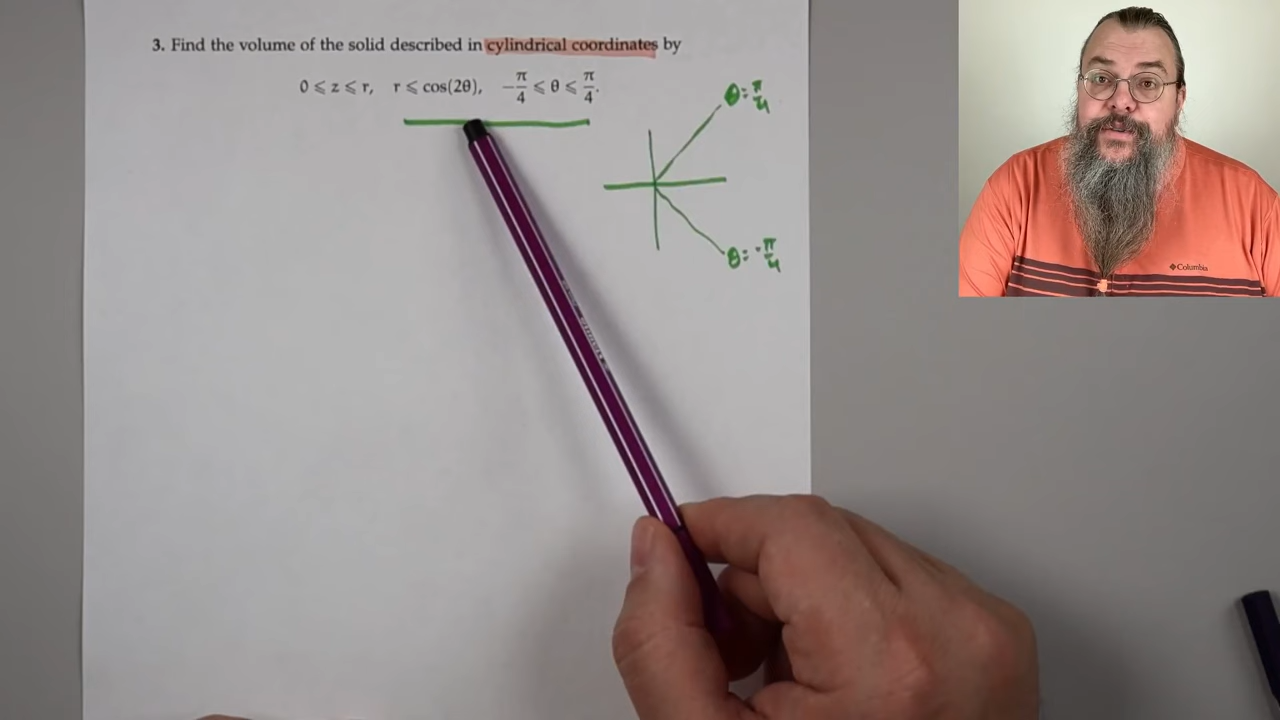 3. Find the volume of the solid described in cylindrical coordinates by
0 ⩽ z ⩽ r, r ⩽ cos(2θ), −π/4 ⩽ θ ⩽ π/4.
θ = π/4
θ = -π/4
Columbia